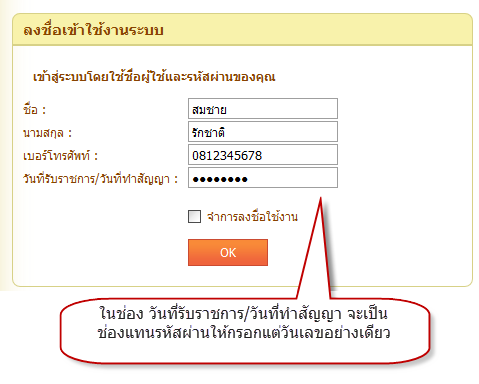 ลงชื่อเข้าใช้งานระบบ
เข้าสู่ระบบโดยใช้ชื่อผู้ใช้และรหัสผ่านของคุณ
ชื่อ : สมชาย
นามสกุล : รักชาติ
เบอร์โทรศัพท์ : 0812345678
วันที่รับราชการ/วันที่ทำสัญญา : ●●●●●●●●
จำการลงชื่อใช้งาน
OK
ในช่อง วันที่รับราชการ/วันที่ทำสัญญา จะเป็น
ช่องแทนรหัสผ่านให้กรอกแต่วันเลขอย่างเดียว